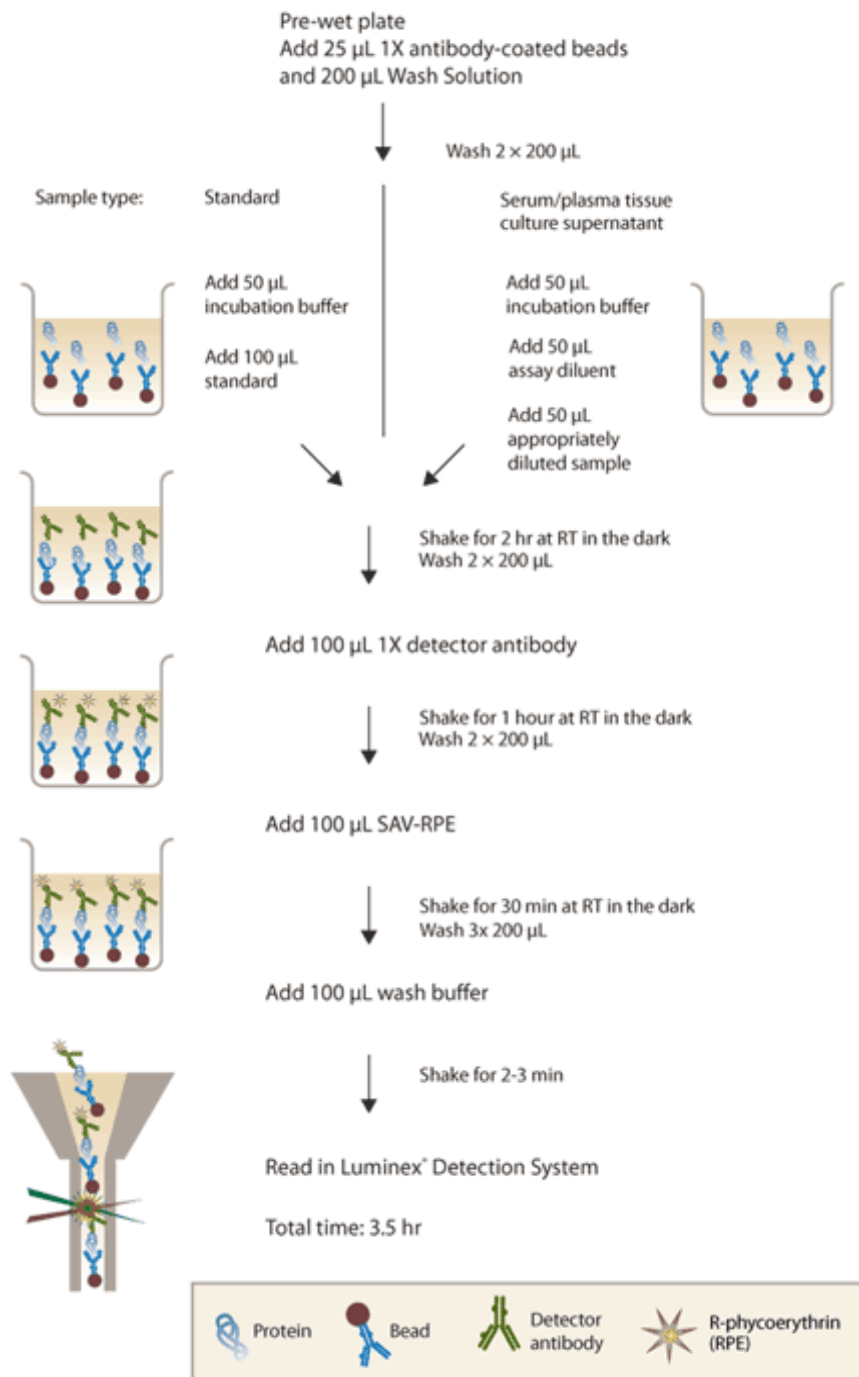 Pre-wet plate
Add 25 µL 1X antibody-coated beads
and 200 µL Wash Solution
Wash 2 × 200 µL
Sample type:
Standard
Serum/plasma tissue
culture supernatant
Add 50 µL
incubation buffer
Add 100 µL
standard
Add 50 µL
incubation buffer
Add 50 µL
assay diluent
Add 50 µL
appropriately
diluted sample
Shake for 2 hr at RT in the dark
Wash 2 × 200 µL
Add 100 µL 1X detector antibody
Shake for 1 hour at RT in the dark
Wash 2 × 200 µL
Add 100 µL SAV-RPE
Shake for 30 min at RT in the dark
Wash 3x 200 µL
Add 100 µL wash buffer
Shake for 2-3 min
Read in Luminex® Detection System
Total time: 3.5 hr
Protein
Bead
Detector
antibody
R-phycoerythrin
(RPE)